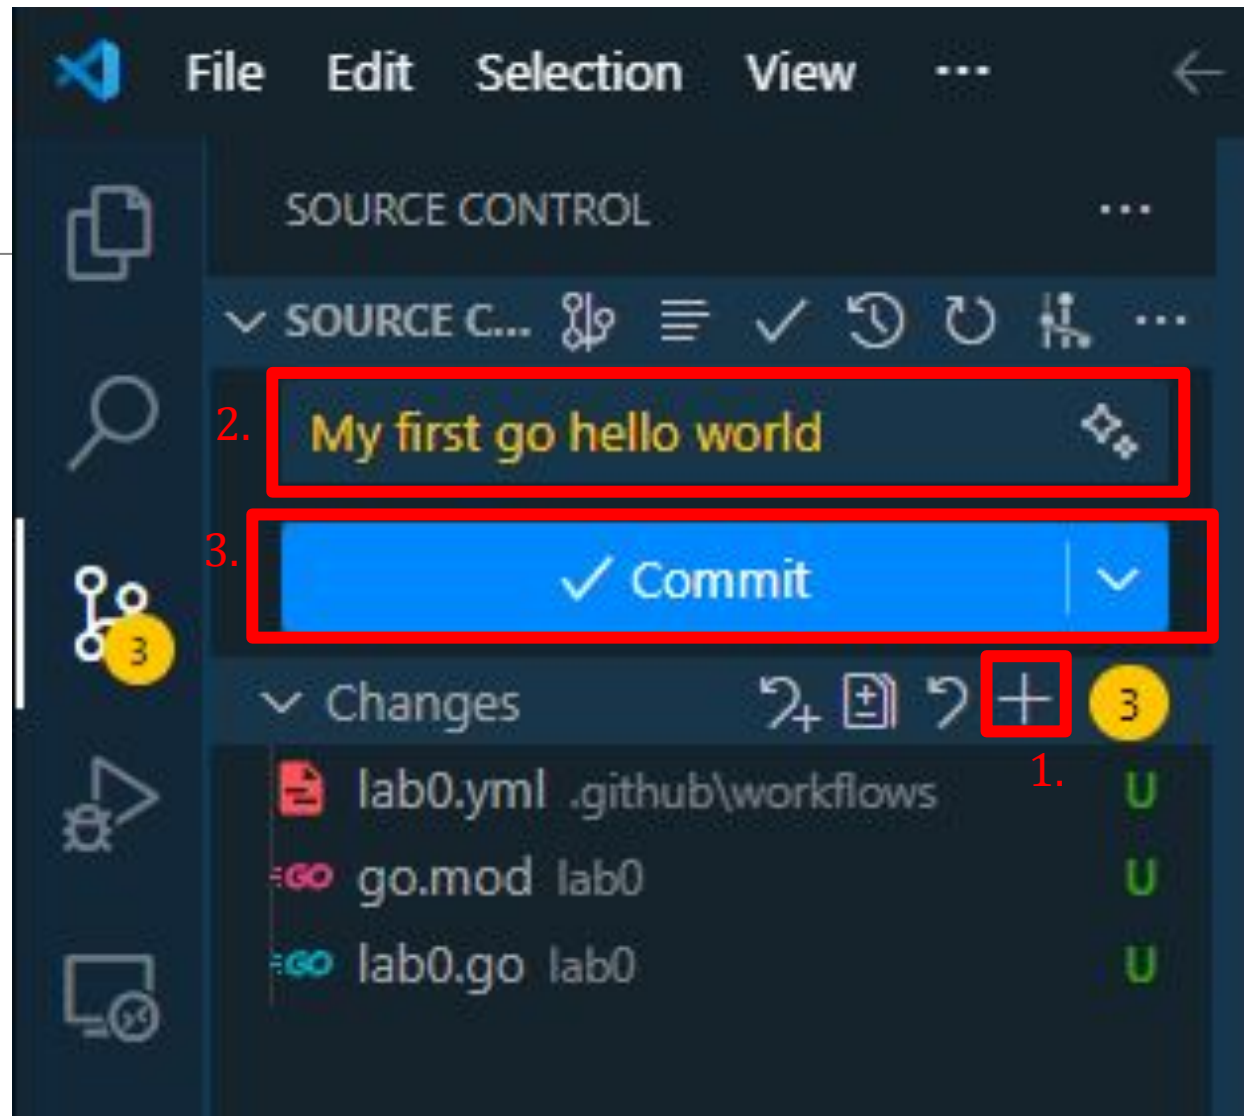 File Edit Selection View ...
SOURCE CONTROL ...
SOURCE C... ...
2. My first go hello world
3. Commit
3
Changes 3
1.
lab0.yml .github\workflows U
GO go.mod lab0 U
GO lab0.go lab0 U